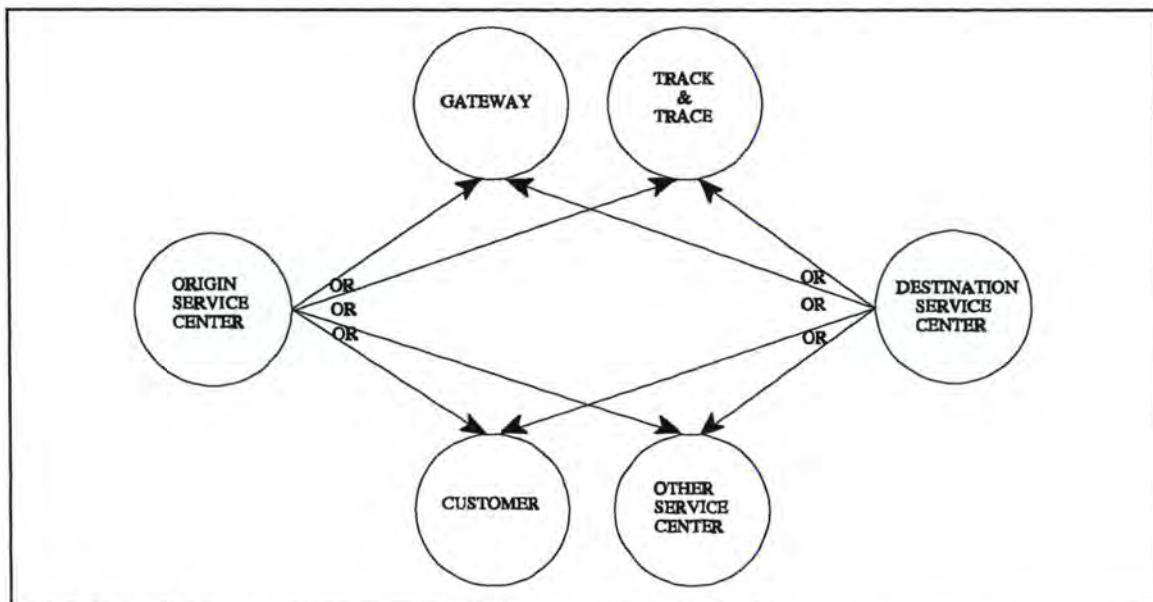 GATEWAY
TRACK
&
TRACE
ORIGIN
SERVICE
CENTER
OR
OR
OR
OR
OR
OR
DESTINATION
SERVICE
CENTER
CUSTOMER
OTHER
SERVICE
CENTER